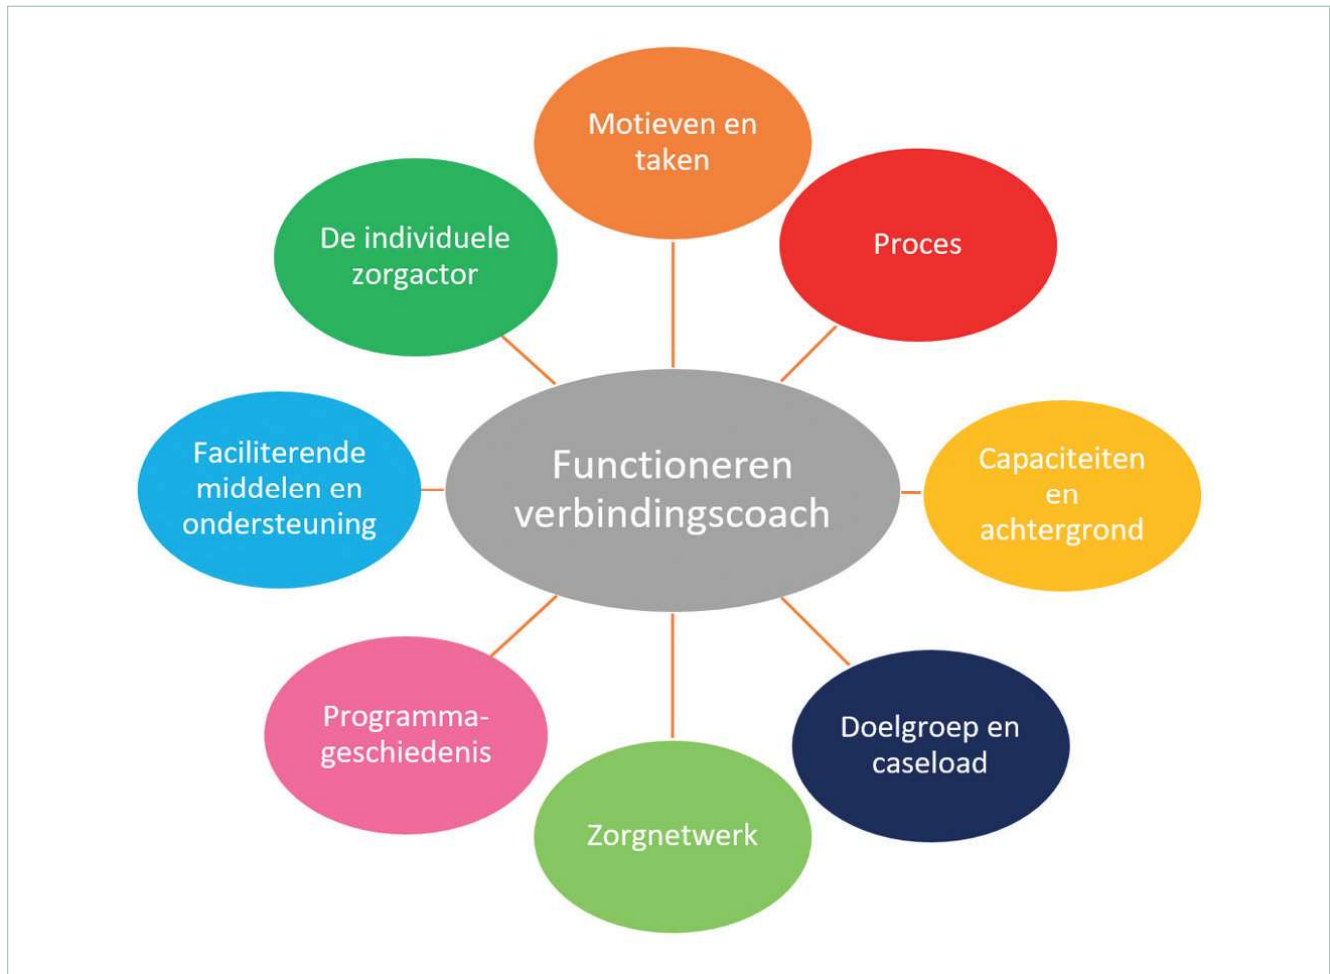 Motieven en
taken
Proces
Capaciteiten
en
achtergrond
Doelgroep en
caseload
Zorgnetwerk
Programma-
geschiedenis
Faciliterende
middelen en
ondersteuning
De individuele
zorgactor
Functioneren
verbindingscoach